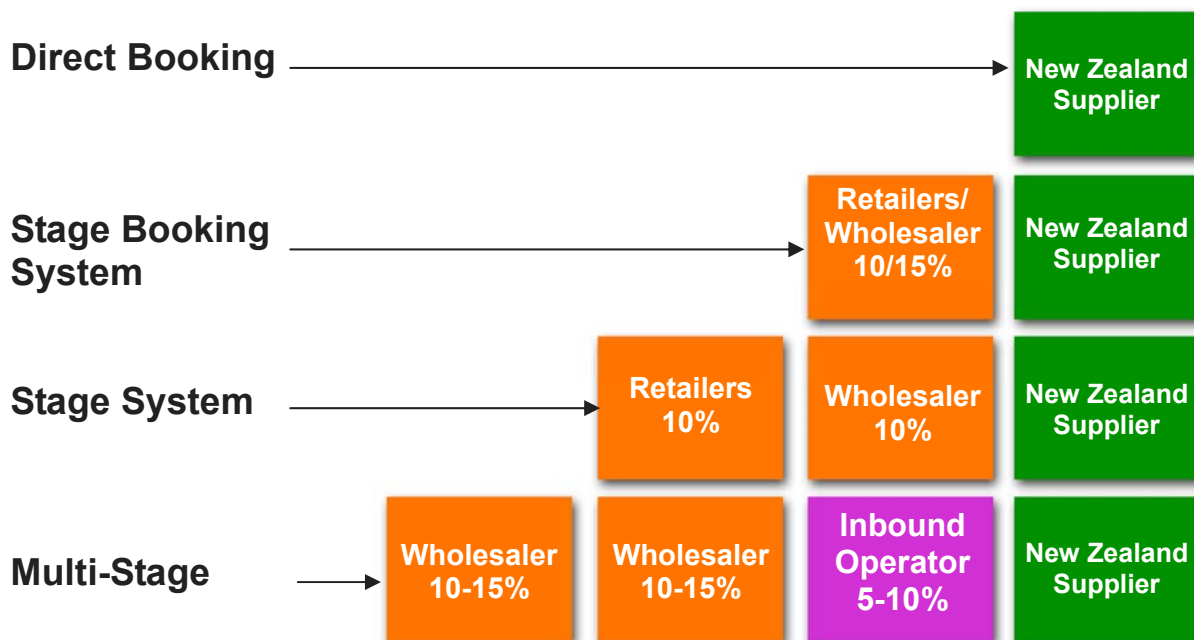 Direct Booking
New Zealand
Supplier
Stage Booking
System
Retailers/
Wholesaler
10/15%
New Zealand
Supplier
Stage System
Retailers
10%
Wholesaler
10%
New Zealand
Supplier
Multi-Stage
Wholesaler
10-15%
Wholesaler
10-15%
Inbound
Operator
5-10%
New Zealand
Supplier